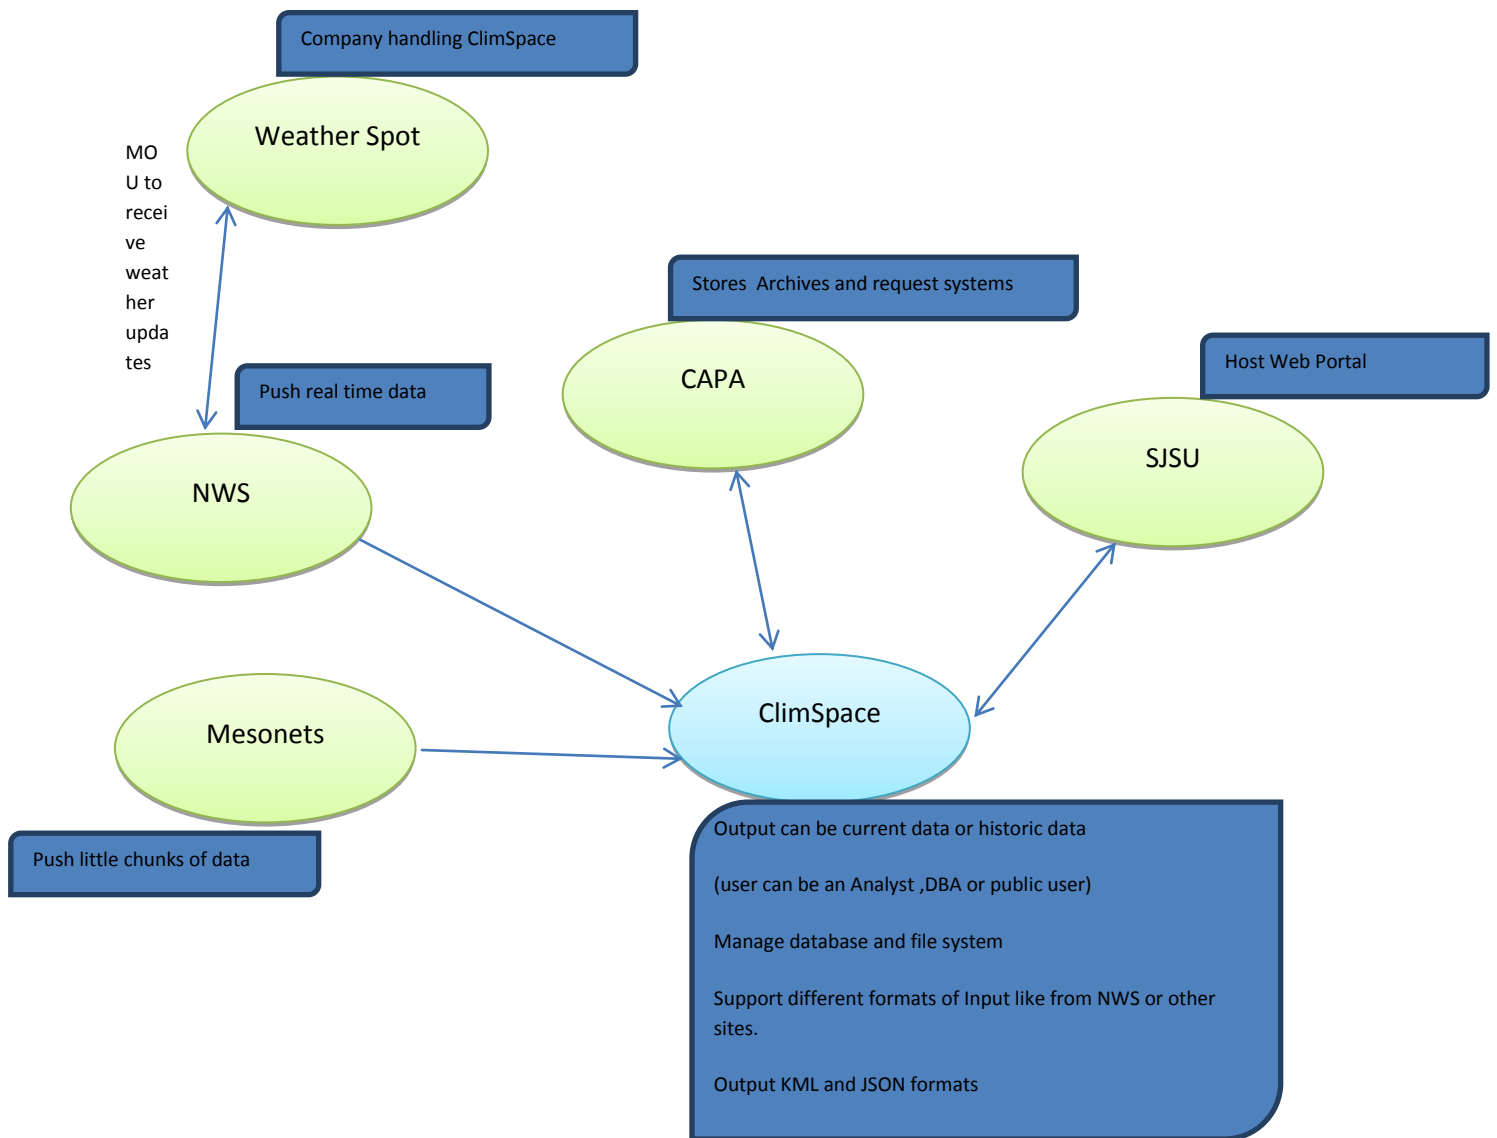 Company handling ClimSpace
Weather Spot
MO
U to
recei
ve
weat
her
upda
tes
Stores  Archives and request systems
CAPA
Host Web Portal
SJSU
Push real time data
NWS
ClimSpace
Mesonets
Push little chunks of data
Output can be current data or historic data
(user can be an Analyst ,DBA or public user)
Manage database and file system
Support different formats of Input like from NWS or other
sites.
Output KML and JSON formats